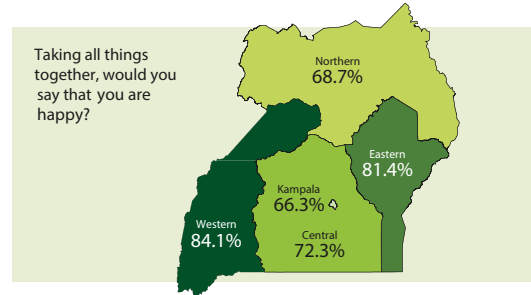 Taking all things
together, would you
say that you are
happy?
Northern
68.7%
Eastern
81.4%
Kampala
66.3%
Western
84.1%
Central
72.3%